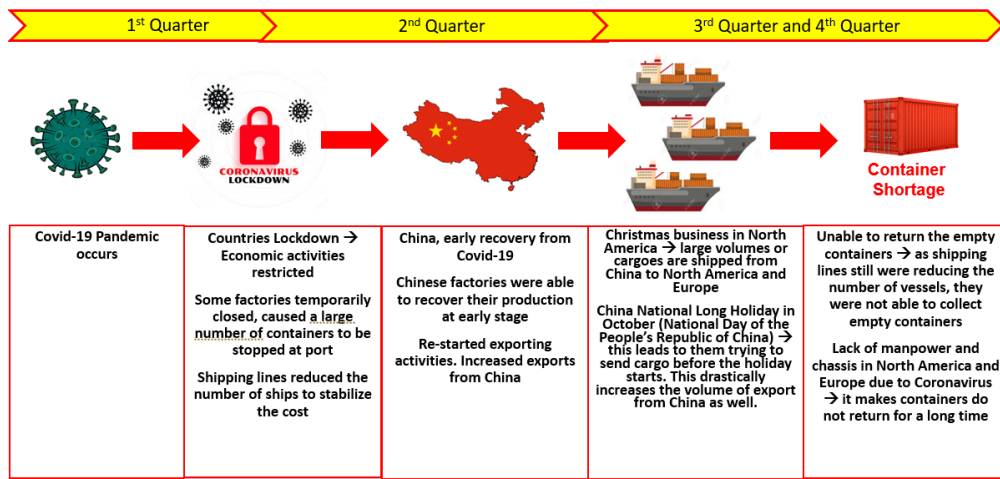 1st Quarter
2nd Quarter
3rd Quarter and 4th Quarter
CORONAVIRUS
LOCKDOWN
Container
Shortage
Covid-19 Pandemic
occurs
Countries Lockdown →
Economic activities
restricted
Some factories temporarily
closed, caused a large
number of containers to be
stopped at port
Shipping lines reduced the
number of ships to stabilize
the cost
China, early recovery from
Covid-19
Chinese factories were able
to recover their production
at early stage
Re-started exporting
activities. Increased exports
from China
Christmas business in North
America → large volumes or
cargoes are shipped from
China to North America and
Europe
China National Long Holiday in
October (National Day of the
People's Republic of China) →
this leads to them trying to
send cargo before the holiday
starts. This drastically
increases the volume of export
from China as well.
Unable to return the empty
containers → as shipping
lines still were reducing the
number of vessels, they
were not able to collect
empty containers
Lack of manpower and
chassis in North America and
Europe due to Coronavirus
→ it makes containers do
not return for a long time